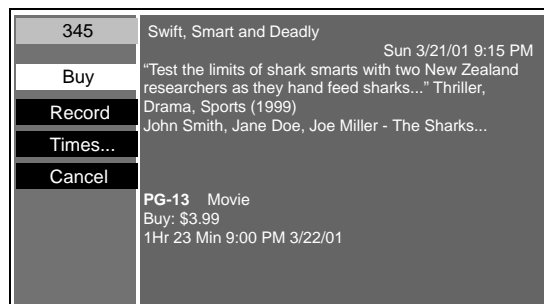 345
Buy
Record
Times...
Cancel
Swift, Smart and Deadly
Sun 3/21/01 9:15 PM
“Test the limits of shark smarts with two New Zealand
researchers as they hand feed sharks...” Thriller,
Drama, Sports (1999)
John Smith, Jane Doe, Joe Miller - The Sharks...
PG-13 Movie
Buy: $3.99
1Hr 23 Min 9:00 PM 3/22/01